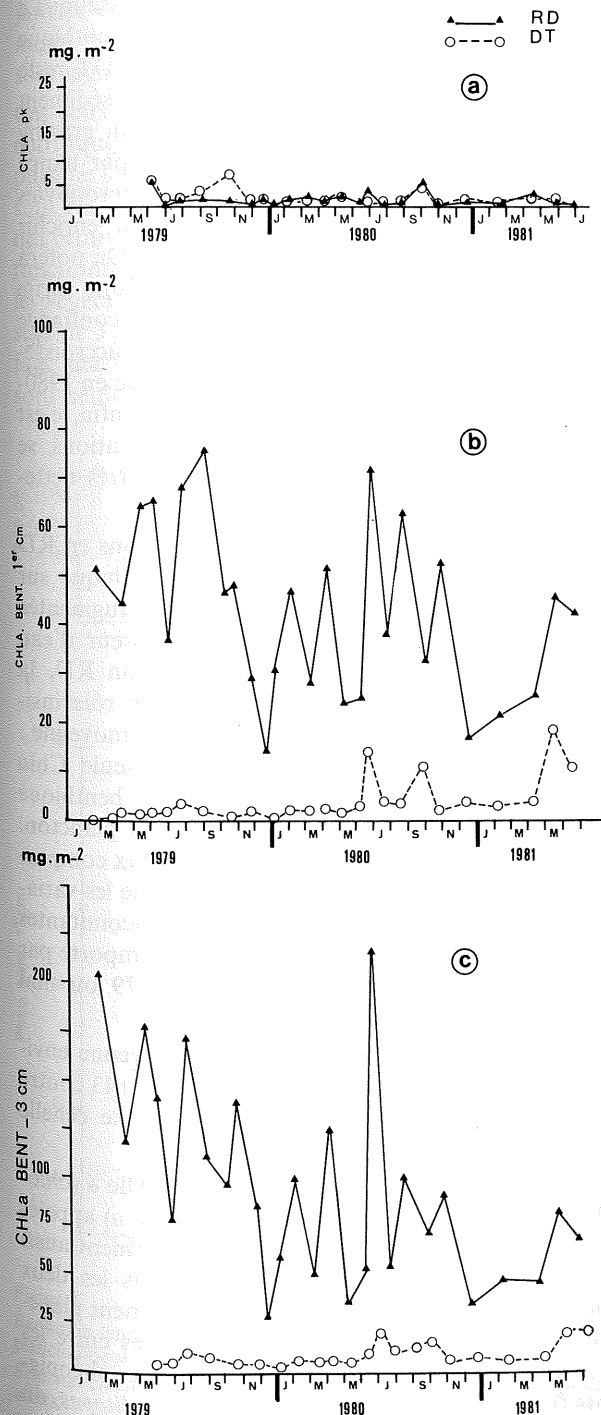 RD
DT
mg.m-2
a
CHLA pk
25
15
5
J M M J S N J M M J S N J M M J
1979 1980 1981
mg.m-2
b
CHLA. BENT. 1er cm
100
80
60
40
20
0
J M M J S N J M M J S N J M M
1979 1980 1981
mg.m-2
c
CHLa BENT_3 cm
200
100
75
50
25
M M J S N J M M J S N J M M
1979 1980 1981